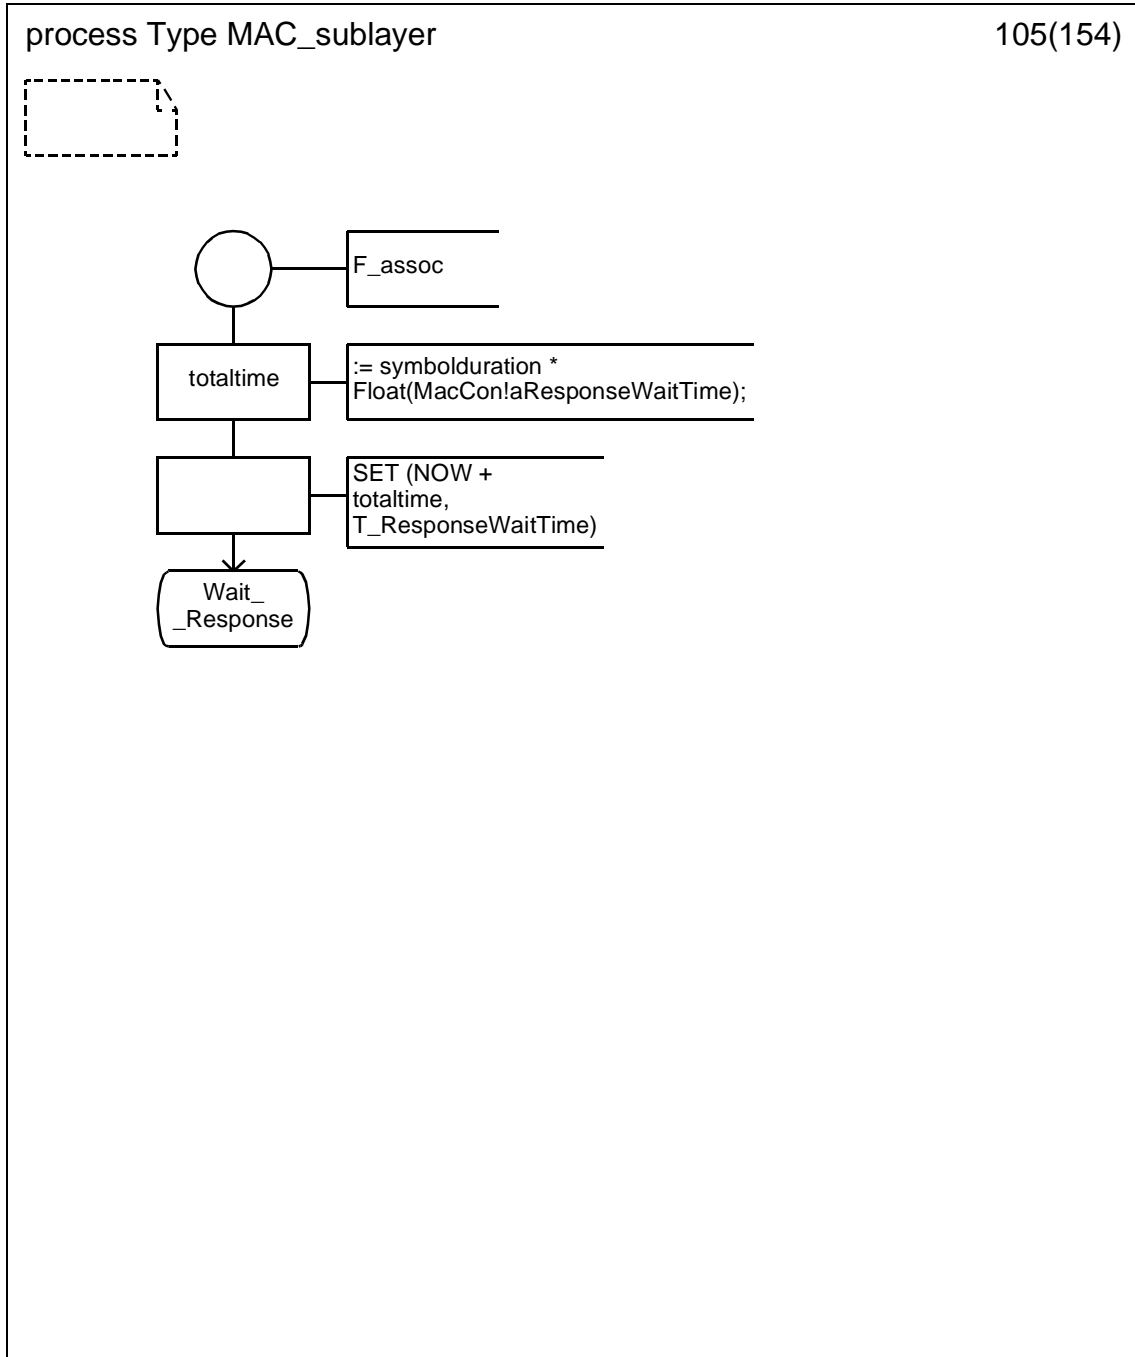 process Type MAC_sublayer
105(154)
F_assoc
totaltime
:= symbolduration *
Float(MacCon!aResponseWaitTime);
SET (NOW +
totaltime,
T_ResponseWaitTime)
Wait_
_Response